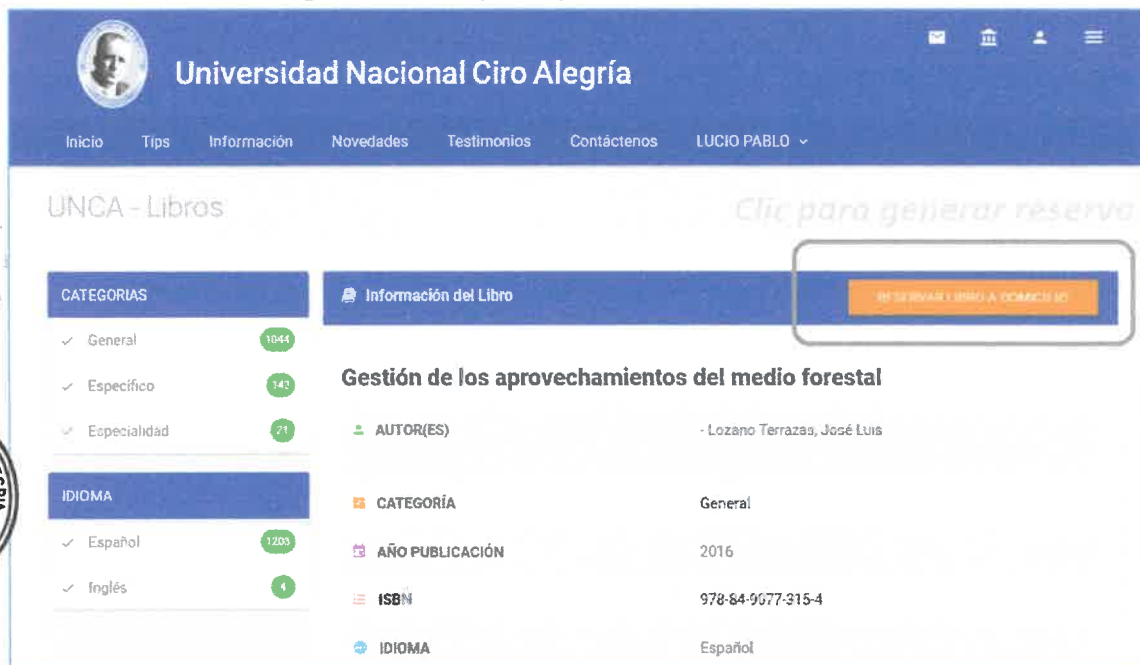 Universidad Nacional Ciro Alegría
Inicio Tips Información Novedades Testimonios Contáctenos LUCIO PABLO
UNCA - Libros
Clic para generar reserva
CATEGORIAS
General 1044
Específico 142
Especialidad 21
IDIOMA
Español 1203
Inglés 4
Información del Libro
RESERVAR LIBRO A DOMICILIO
Gestión de los aprovechamientos del medio forestal
AUTOR(ES) - Lozano Terrazas, José Luis
CATEGORÍA General
AÑO PUBLICACIÓN 2016
ISBN 978-84-9077-315-4
IDIOMA Español